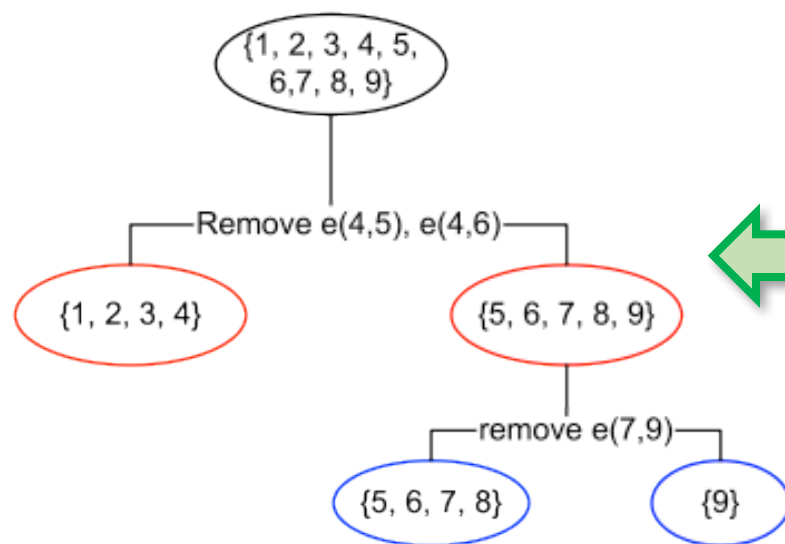 {1, 2, 3, 4, 5,
6,7, 8, 9}
Remove e(4,5), e(4,6)
{1, 2, 3, 4}
{5, 6, 7, 8, 9}
remove e(7,9)
{5, 6, 7, 8}
{9}